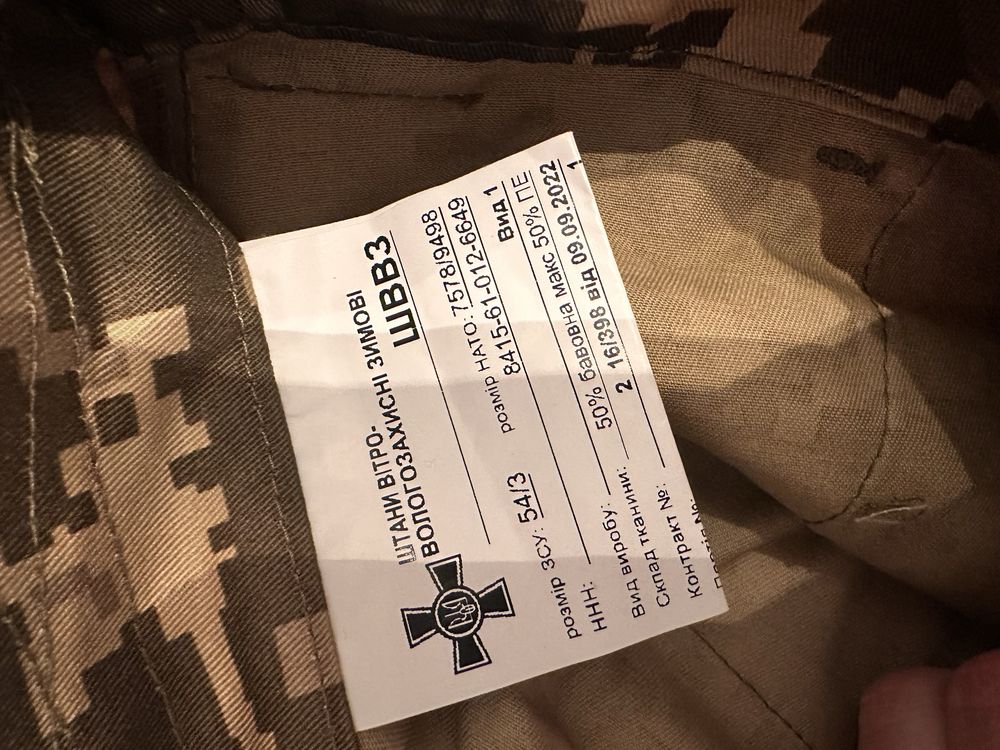 ШТАНИ ВІТРО-
ВОЛОГОЗАХИСНІ ЗИМОВІ
ШВВЗ
розмір ЗСУ: 54/3 розмір НАТО: 7578/9498
ННН: 8415-61-012-6649
Вид виробу: Вид 1
Склад тканини: 50% бавовна макс 50% ПЕ
Контракт №: 2 16/398 від 09.09.2022
1